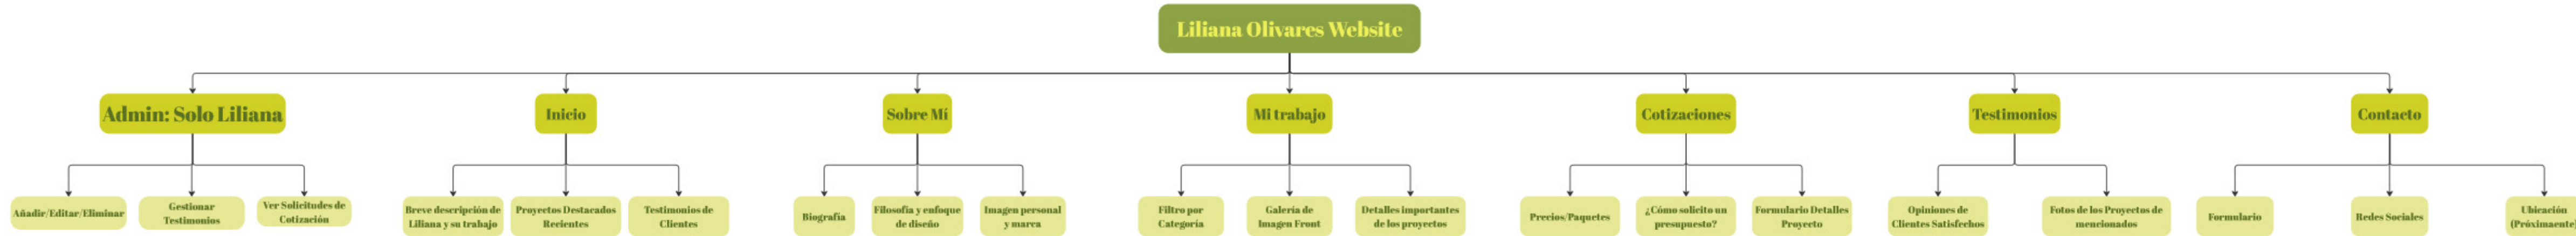 Liliana Olivares Website
Admin: Solo Liliana
Inicio
Sobre Mí
Mi trabajo
Cotizaciones
Testimonios
Contacto
Añadir/Editar/Eliminar
Gestionar
Testimonios
Ver Solicitudes de
Cotización
Breve descripción de
Liliana y su trabajo
Proyectos Destacados
Recientes
Testimonios de
Clientes
Biografía
Filosofía y enfoque
de diseño
Imagen personal
y marca
Filtro por
Categoría
Galería de
Imagen Front
Detalles importantes
de los proyectos
Precios/Paquetes
¿Cómo solicito un
presupuesto?
Formulario Detalles
Proyecto
Opiniones de
Clientes Satisfechos
Fotos de los Proyectos de
mencionados
Formulario
Redes Sociales
Ubicación
(Próximaente